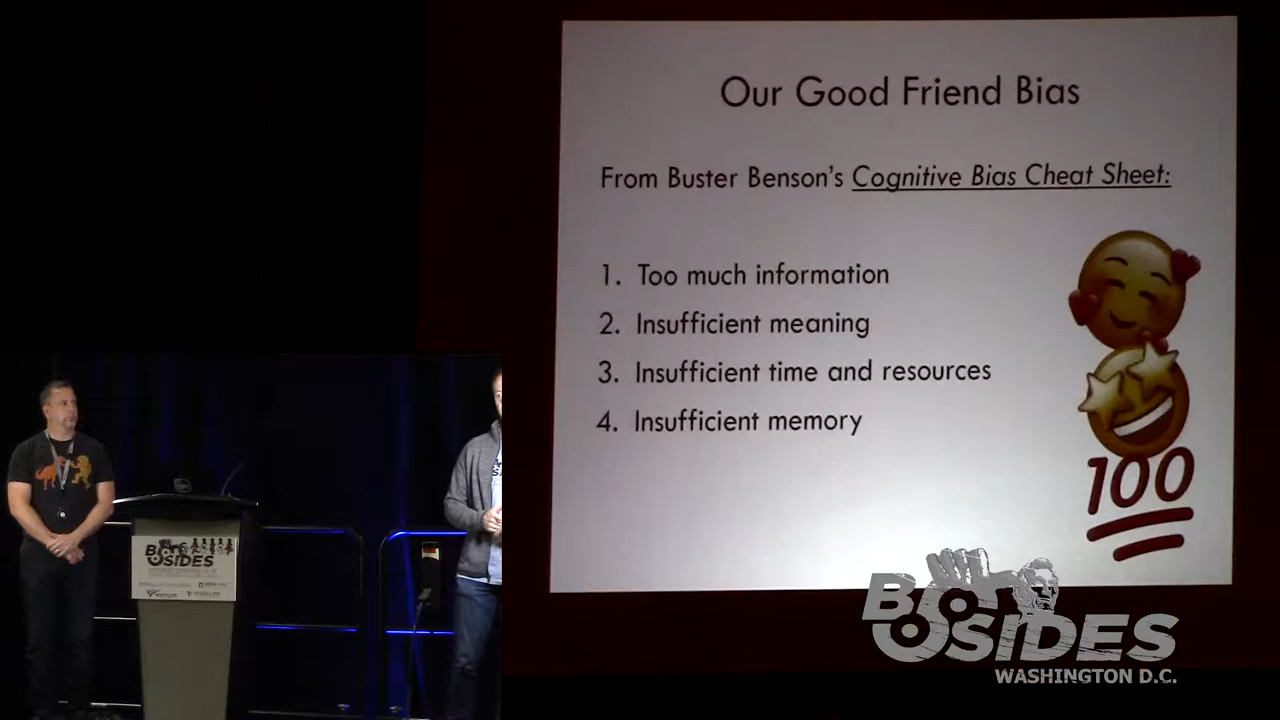 Our Good Friend Bias
From Buster Benson's Cognitive Bias Cheat Sheet:
1. Too much information
2. Insufficient meaning
3. Insufficient time and resources
4. Insufficient memory
100
BSIDES
WASHINGTON D.C.
BSIDES